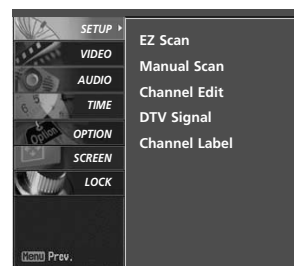 SETUP
VIDEO
AUDIO
TIME
OPTION
SCREEN
LOCK
Menu Prev.
EZ Scan
Manual Scan
Channel Edit
DTV Signal
Channel Label